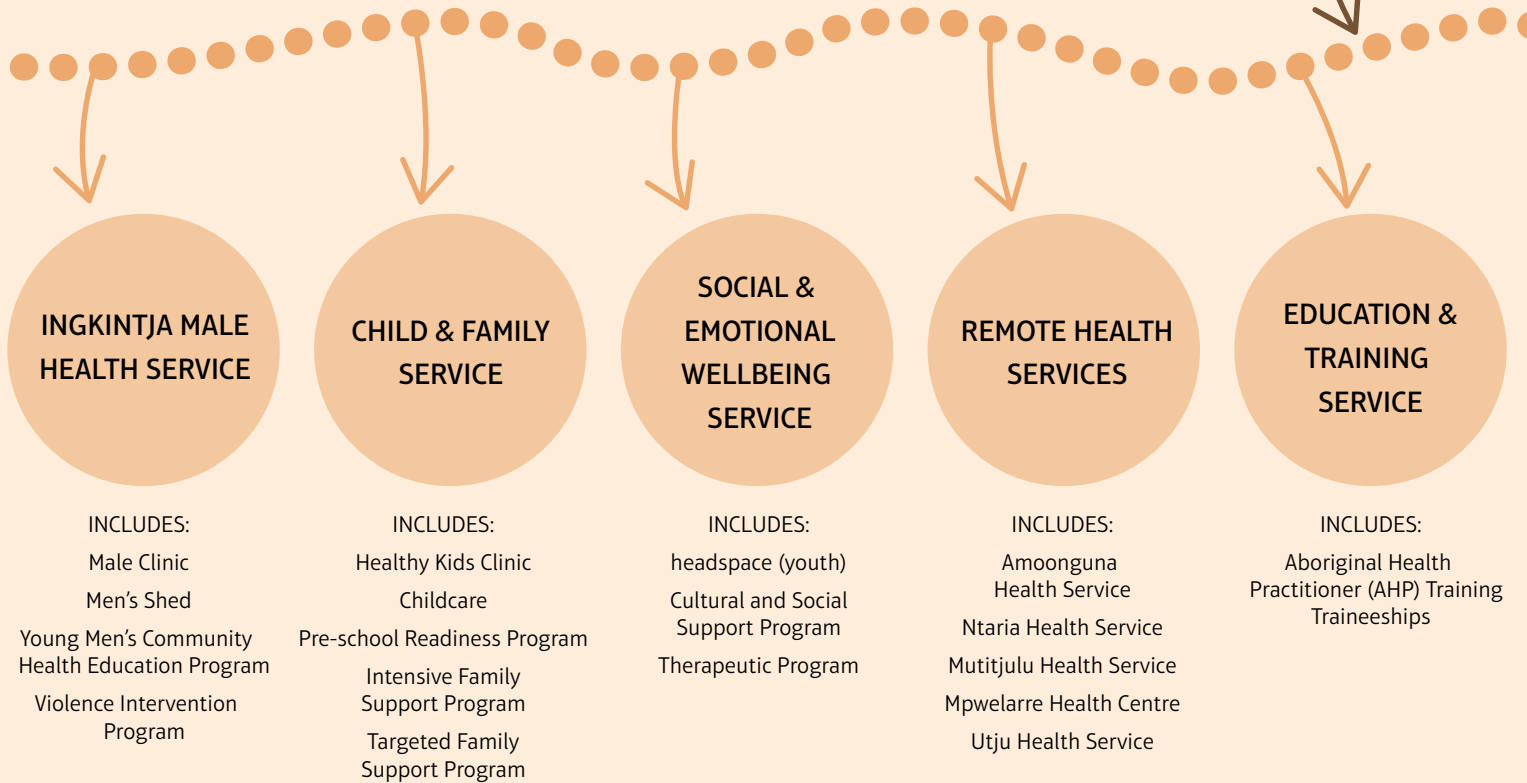 INGKINTJA MALE
HEALTH SERVICE
INCLUDES:
Male Clinic
Men’s Shed
Young Men’s Community
Health Education Program
Violence Intervention
Program
CHILD & FAMILY
SERVICE
INCLUDES:
Healthy Kids Clinic
Childcare
Pre-school Readiness Program
Intensive Family
Support Program
Targeted Family
Support Program
SOCIAL &
EMOTIONAL
WELLBEING
SERVICE
INCLUDES:
headspace (youth)
Cultural and Social
Support Program
Therapeutic Program
REMOTE HEALTH
SERVICES
INCLUDES:
Amoonguna
Health Service
Ntaria Health Service
Mutitjulu Health Service
Mpwelarre Health Centre
Utju Health Service
EDUCATION &
TRAINING
SERVICE
INCLUDES:
Aboriginal Health
Practitioner (AHP) Training
Traineeships